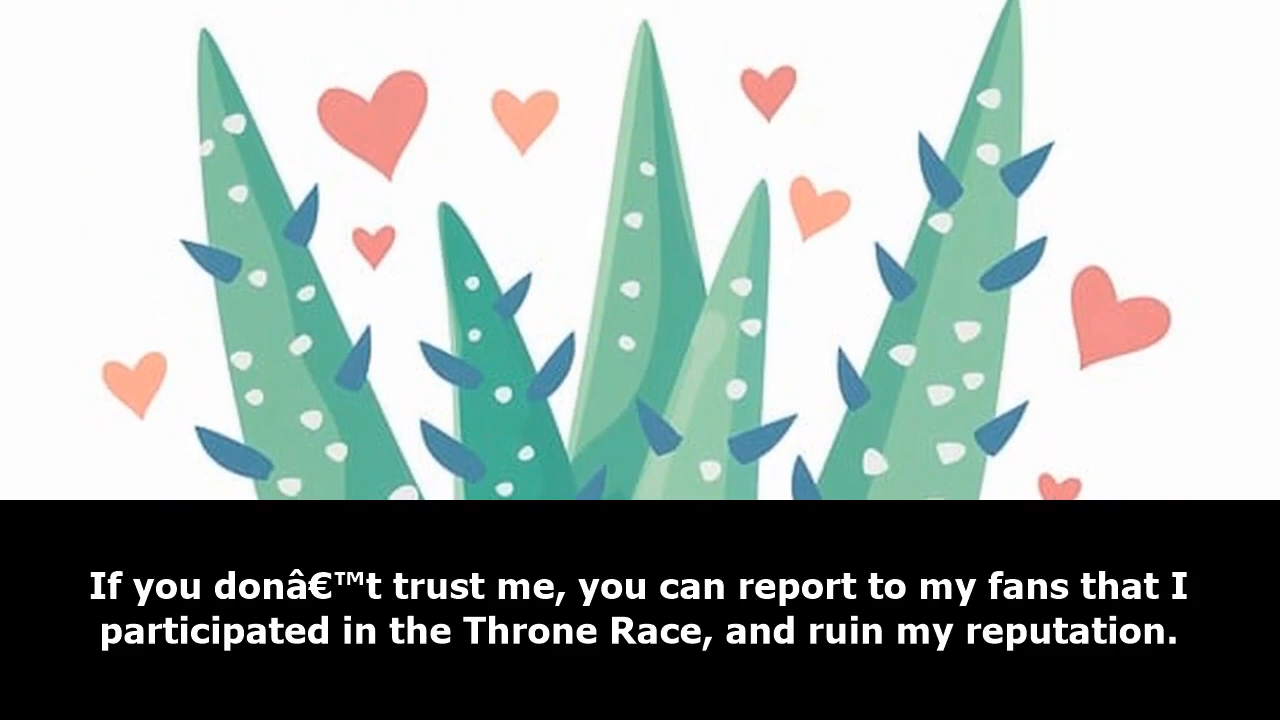 If you donâ€™t trust me, you can report to my fans that I
participated in the Throne Race, and ruin my reputation.